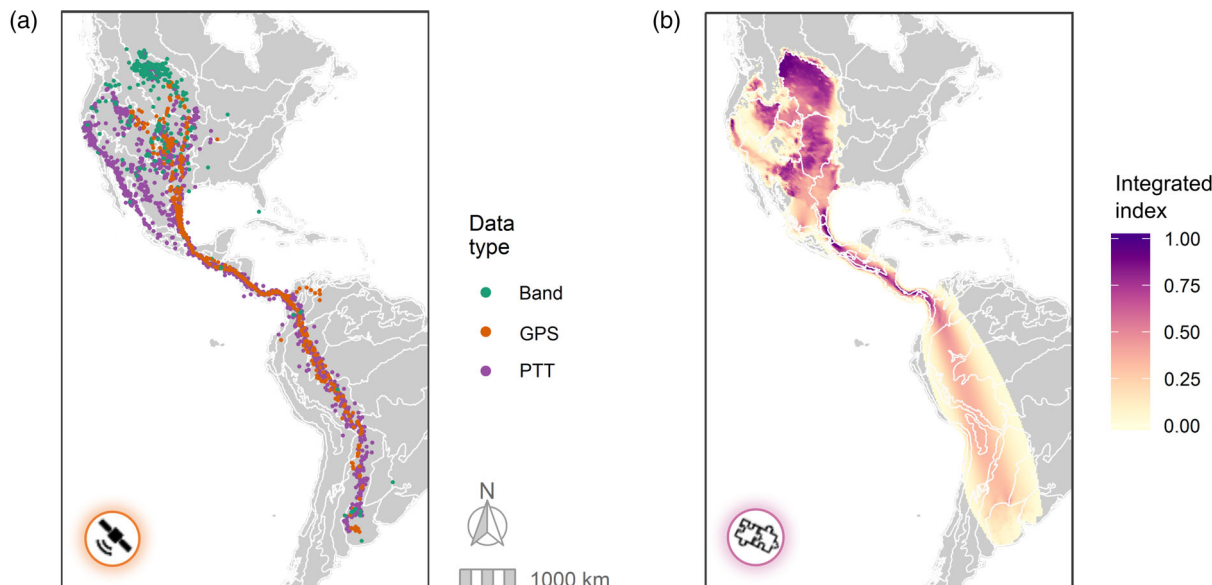 (a)
Data
type
Band
GPS
PTT
N
1000 km
(b)
Integrated
index
1.00
0.75
0.50
0.25
0.00